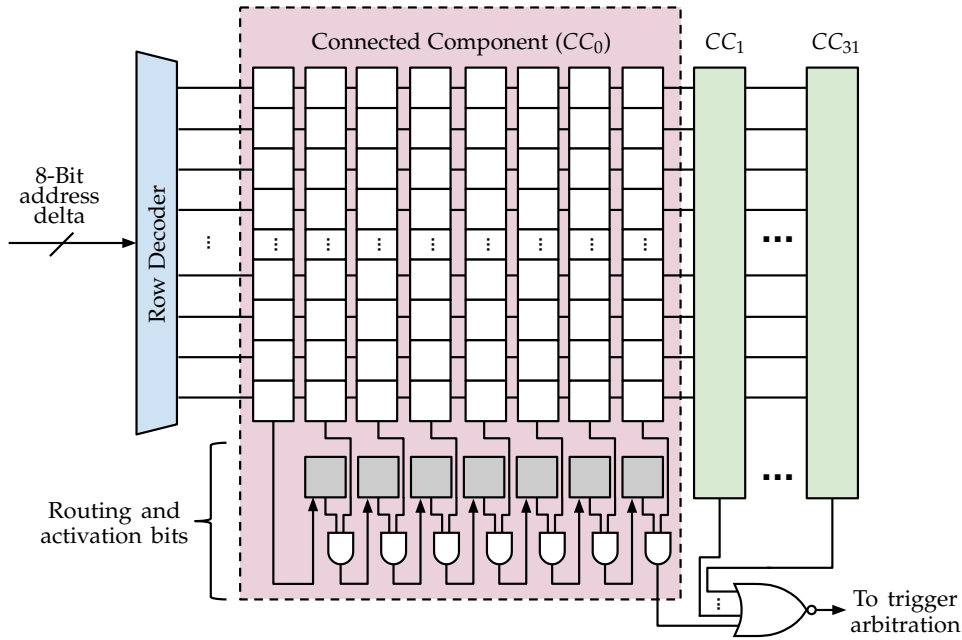 Connected Component (CC0)
CC1
CC31
8-Bit
address
delta
Row Decoder
...
...
...
...
...
...
...
...
...
...
...
Routing and
activation bits
...
To trigger
arbitration